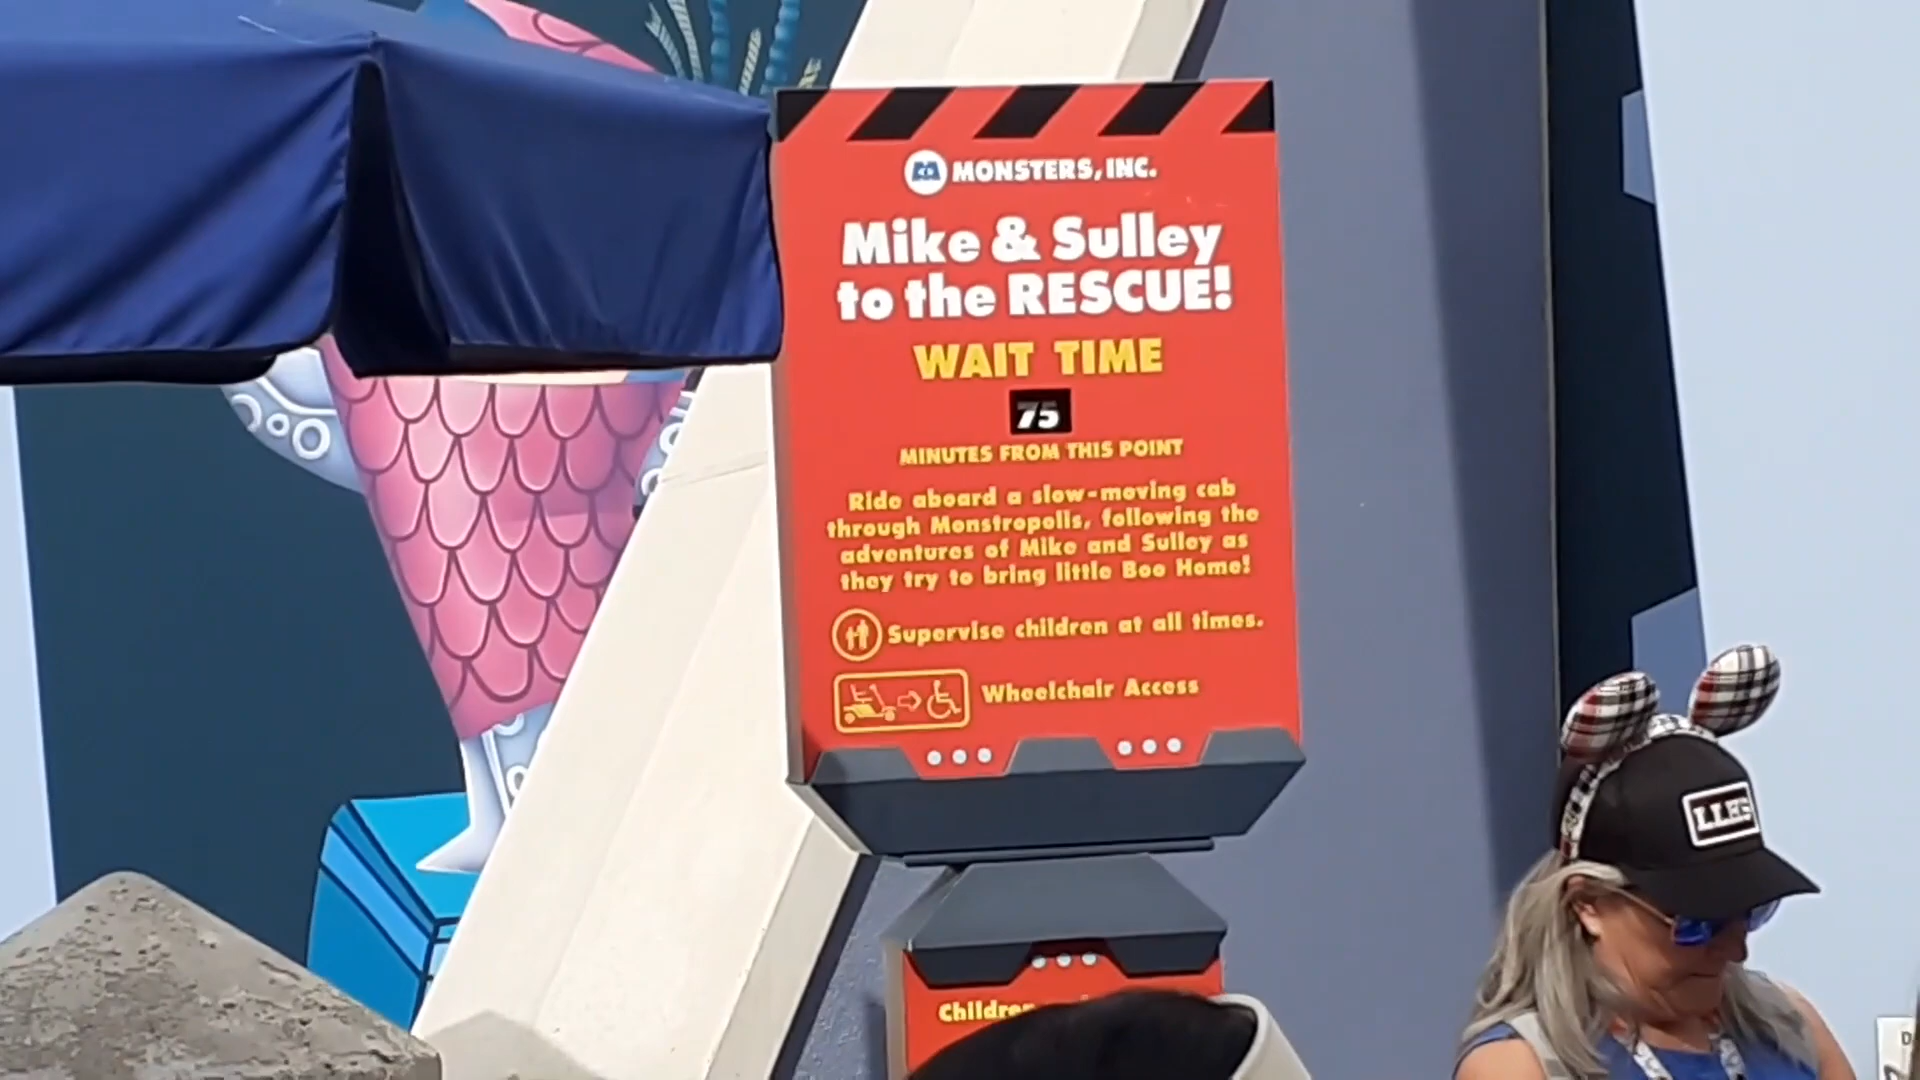 MONSTERS, INC.
Mike & Sulley
to the RESCUE!
WAIT TIME
75
MINUTES FROM THIS POINT
Ride aboard a slow-moving cab
through Monstropolis, following the
adventures of Mike and Sulley as
they try to bring little Boo Home!
Supervise children at all times.
Wheelchair Access
Children